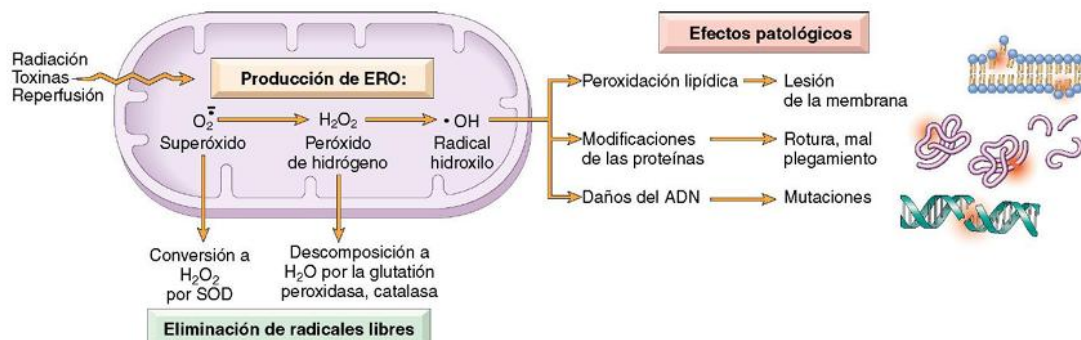 Efectos patológicos
Radiación
Toxinas
Reperfusión
Producción de ERO:
O₂•̄
Superóxido
H₂O₂
Peróxido
de hidrógeno
• OH
Radical
hidroxilo
Peroxidación lipídica
Lesión
de la membrana
Modificaciones
de las proteínas
Rotura, mal
plegamiento
Daños del ADN
Mutaciones
Conversión a
H₂O₂
por SOD
Descomposición a
H₂O por la glutatión
peroxidasa, catalasa
Eliminación de radicales libres